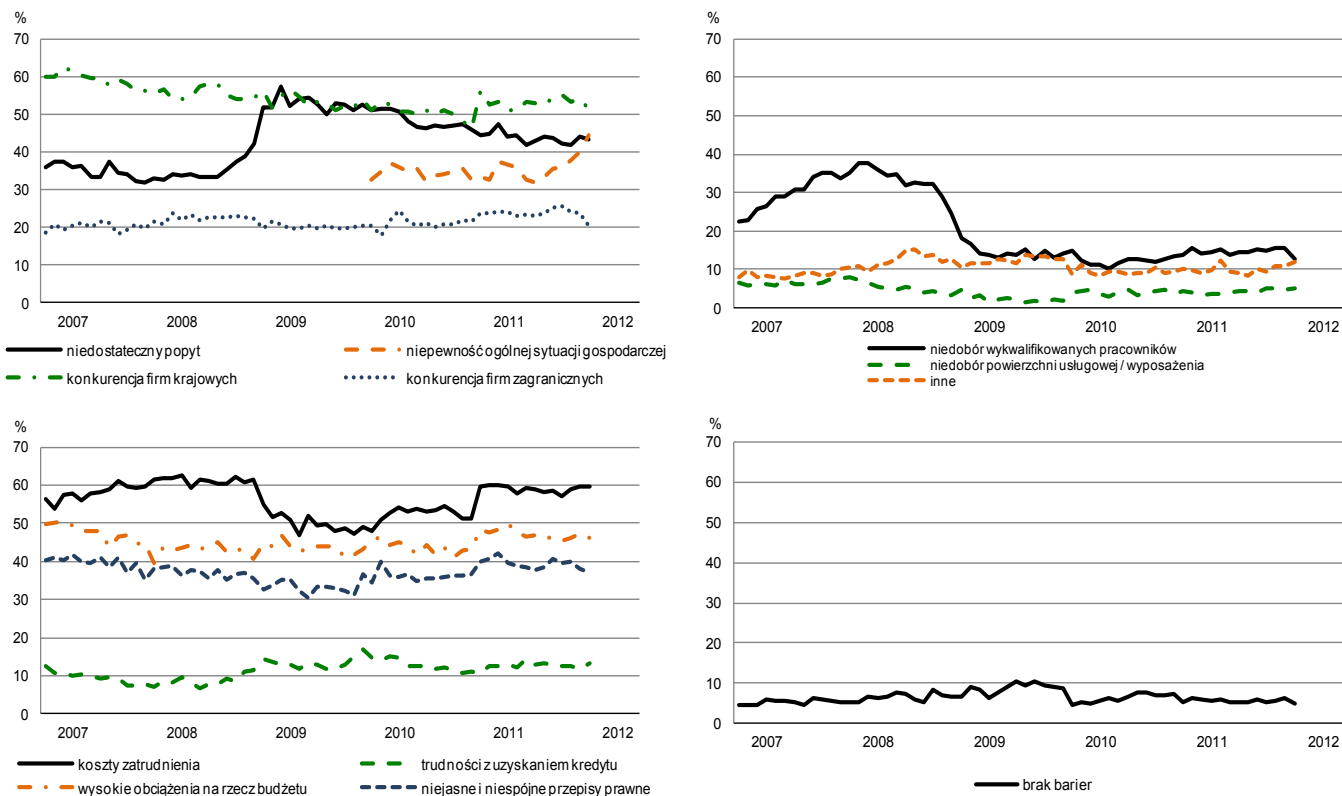 %
70
60
50
40
30
20
10
0
2007 2008 2009 2010 2011 2012
niedostateczny popyt
niepewność ogólnej sytuacji gospodarczej
konkurencja firm krajowych
konkurencja firm zagranicznych
%
70
60
50
40
30
20
10
0
2007 2008 2009 2010 2011 2012
niedobór wykwalifikowanych pracowników
niedobór powierzchni usługowej / wyposażenia
inne
%
70
60
50
40
30
20
10
0
2007 2008 2009 2010 2011 2012
koszty zatrudnienia
trudności z uzyskaniem kredytu
wysokie obciążenia na rzecz budżetu
niejasne i niespójne przepisy prawne
%
70
60
50
40
30
20
10
0
2007 2008 2009 2010 2011 2012
brak barier